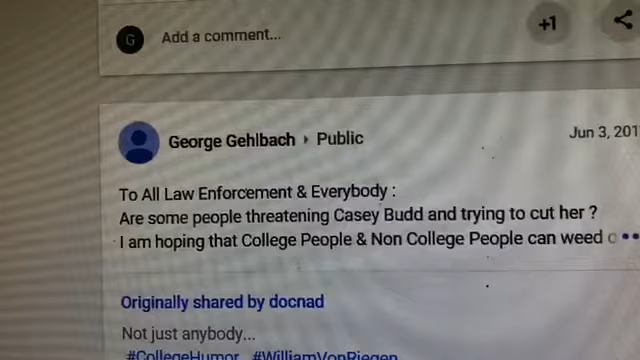 G Add a comment... +1
George Gehlbach ▸ Public Jun 3, 201
To All Law Enforcement & Everybody :
Are some people threatening Casey Budd and trying to cut her ?
I am hoping that College People & Non College People can weed
Originally shared by docnad
Not just anybody...
#CollegeHumor #WilliamVonRiegen